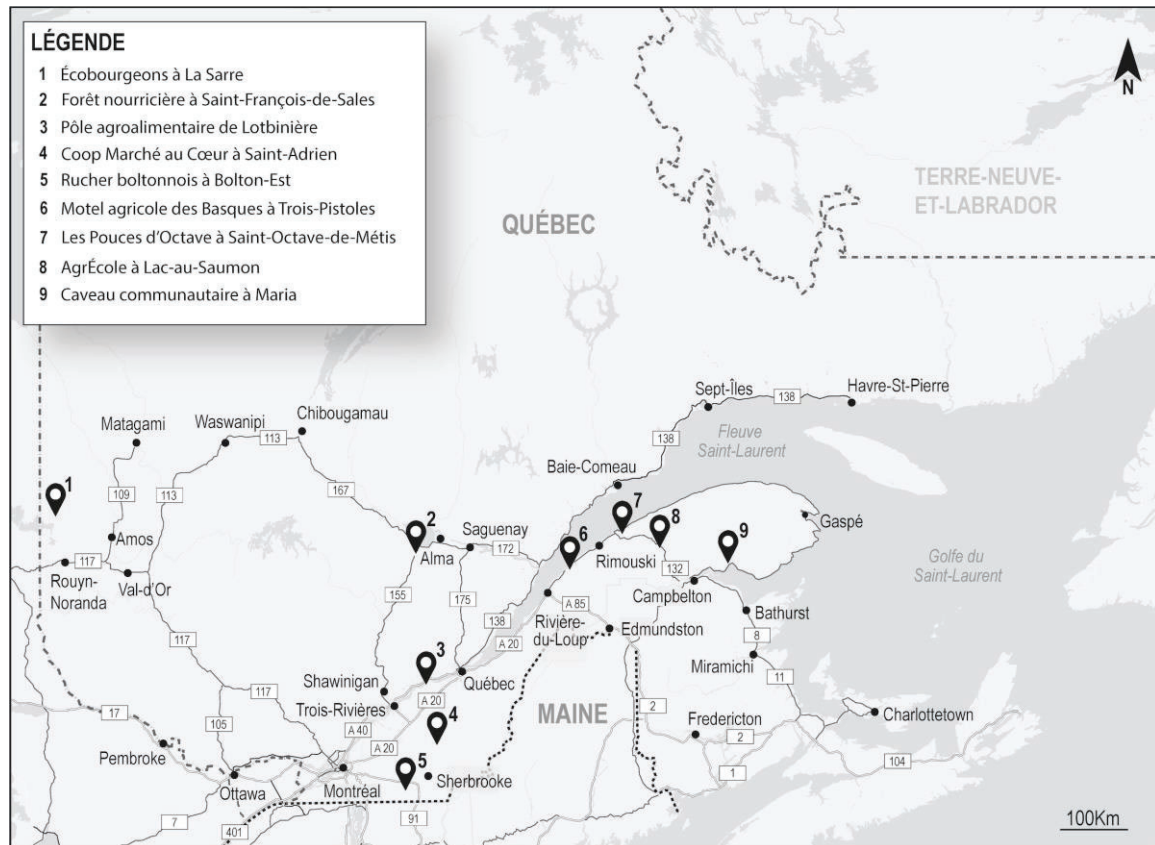 LÉGENDE
1 Écobourgeons à La Sarre
2 Forêt nourricière à Saint-François-de-Sales
3 Pôle agroalimentaire de Lotbinière
4 Coop Marché au Cœur à Saint-Adrien
5 Rucher boltonnois à Bolton-Est
6 Motel agricole des Basques à Trois-Pistoles
7 Les Pouces d'Octave à Saint-Octave-de-Métis
8 AgrÉcole à Lac-au-Saumon
9 Caveau communautaire à Maria
N
TERRE-NEUVE-
ET-LABRADOR
QUÉBEC
Sept-Îles
138
Havre-St-Pierre
Fleuve
Saint-Laurent
138
Chibougamau
Matagami
Waswanipi
113
Baie-Comeau
1
109
113
167
7
2
6
8
9
Gaspé
Amos
Saguenay
172
Alma
Rimouski
117
Rouyn-
Noranda
Val-d'Or
132
Golfe du
Saint-Laurent
Campbelton
155
175
138
A 85
Rivière-
du-Loup
A 20
Edmundston
Bathurst
8
117
3
Miramichi
11
Shawinigan
Québec
117
A 20
Trois-Rivières
MAINE
17
105
4
A 40
A 20
2
Fredericton
2
Charlottetown
Pembroke
5
Sherbrooke
1
104
Ottawa
Montréal
7
401
91
100Km